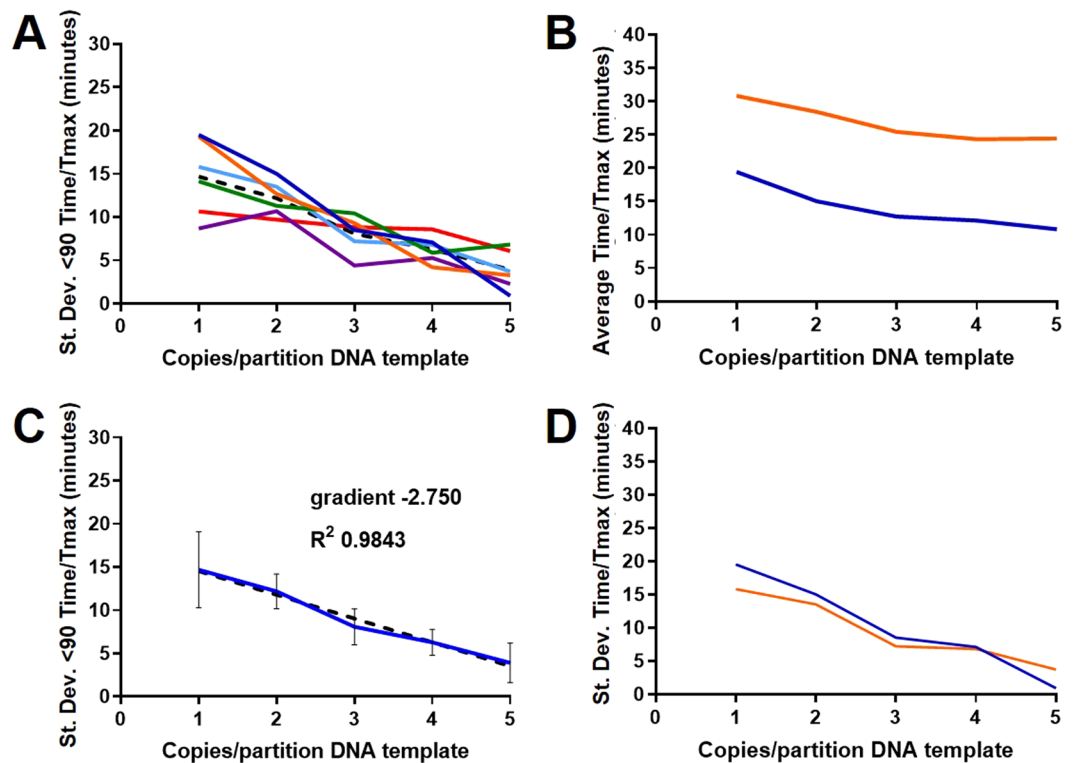 A
St. Dev. <90 Time/Tmax (minutes)
30
25
20
15
10
5
0
0 1 2 3 4 5
Copies/partition DNA template
B
Average Time/Tmax (minutes)
40
35
30
25
20
15
10
5
0
0 1 2 3 4 5
Copies/partition DNA template
C
St. Dev. <90 Time/Tmax (minutes)
30
25
20
15
10
5
0
gradient -2.750
R² 0.9843
0 1 2 3 4 5
Copies/partition DNA template
D
St. Dev. Time/Tmax (minutes)
40
35
30
25
20
15
10
5
0
0 1 2 3 4 5
Copies/partition DNA template